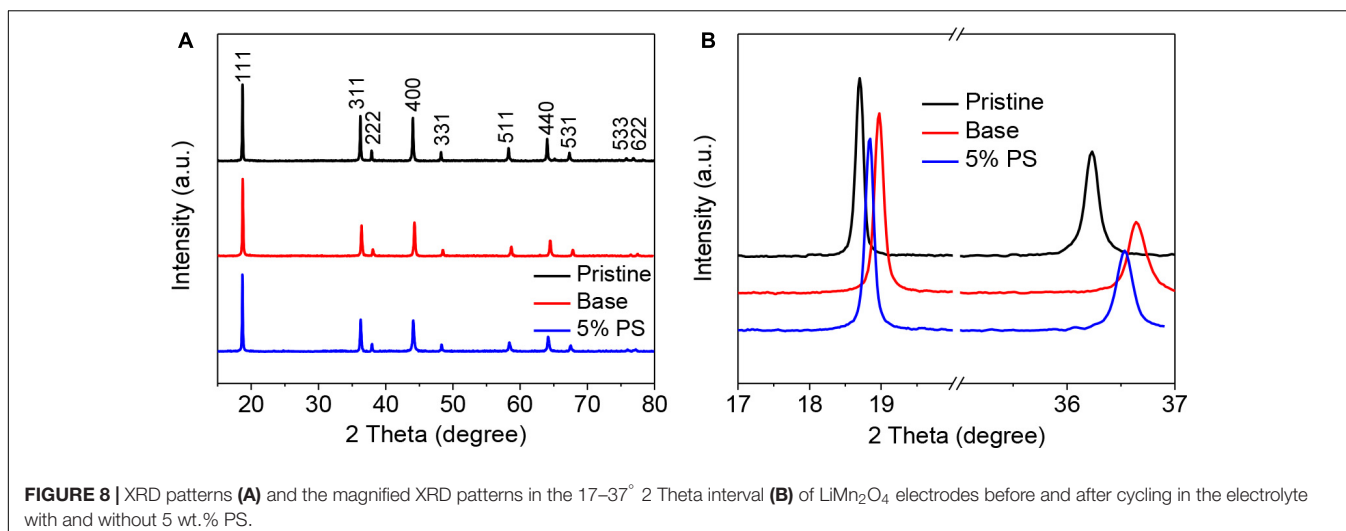 A
111
311
222
400
331
511
440
531
533
622
Intensity (a.u.)
Pristine
Base
5% PS
20 30 40 50 60 70 80
2 Theta (degree)
B
Intensity (a.u.)
Pristine
Base
5% PS
17 18 19 36 37
2 Theta (degree)
FIGURE 8 | XRD patterns (A) and the magnified XRD patterns in the 17–37° 2 Theta interval (B) of LiMn2O4 electrodes before and after cycling in the electrolyte
with and without 5 wt.% PS.